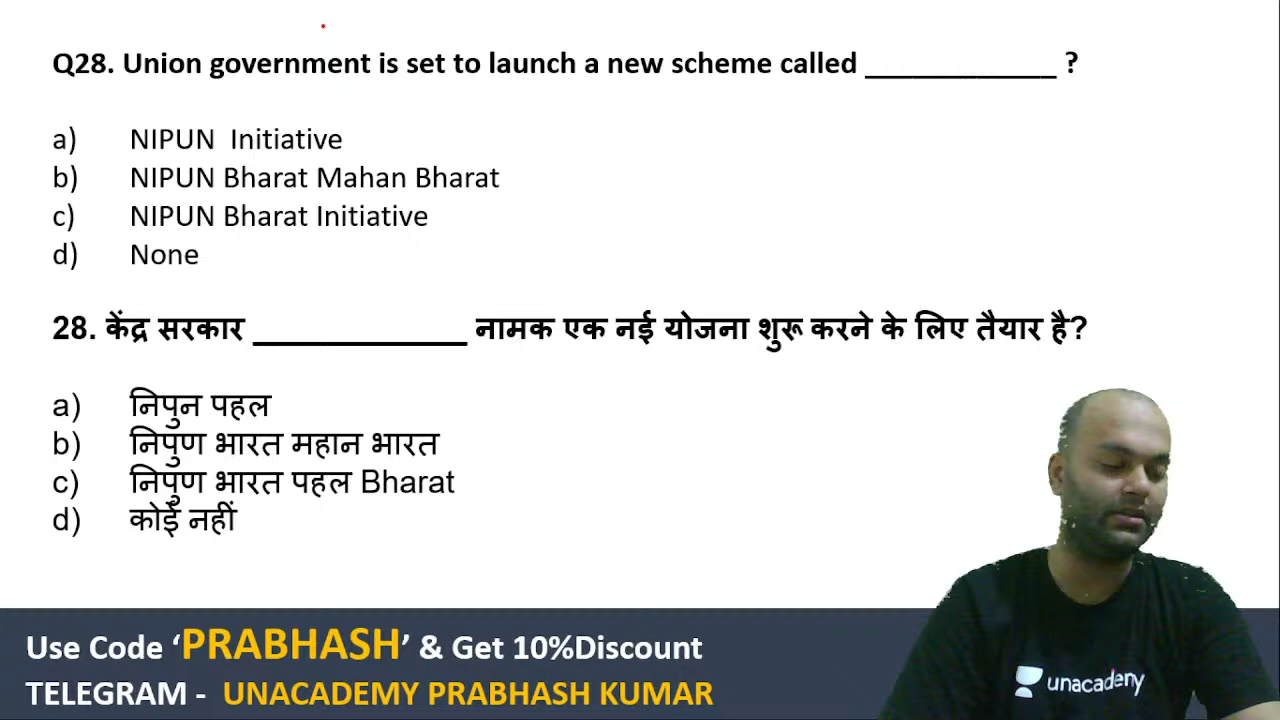 Q28. Union government is set to launch a new scheme called ____________ ?
a) NIPUN Initiative
b) NIPUN Bharat Mahan Bharat
c) NIPUN Bharat Initiative
d) None
28. केंद्र सरकार ____________ नामक एक नई योजना शुरू करने के लिए तैयार है?
a) निपुन पहल
b) निपुण भारत महान भारत
c) निपुण भारत पहल Bharat
d) कोई नहीं
Use Code ‘PRABHASH’ & Get 10%Discount
TELEGRAM - UNACADEMY PRABHASH KUMAR
unacademy